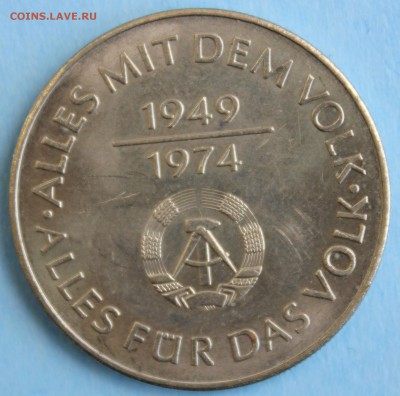 COINS.LAVE.RU
· ALLES MIT DEM VOLK ·
1949
1974
ALLES FÜR DAS VOLK